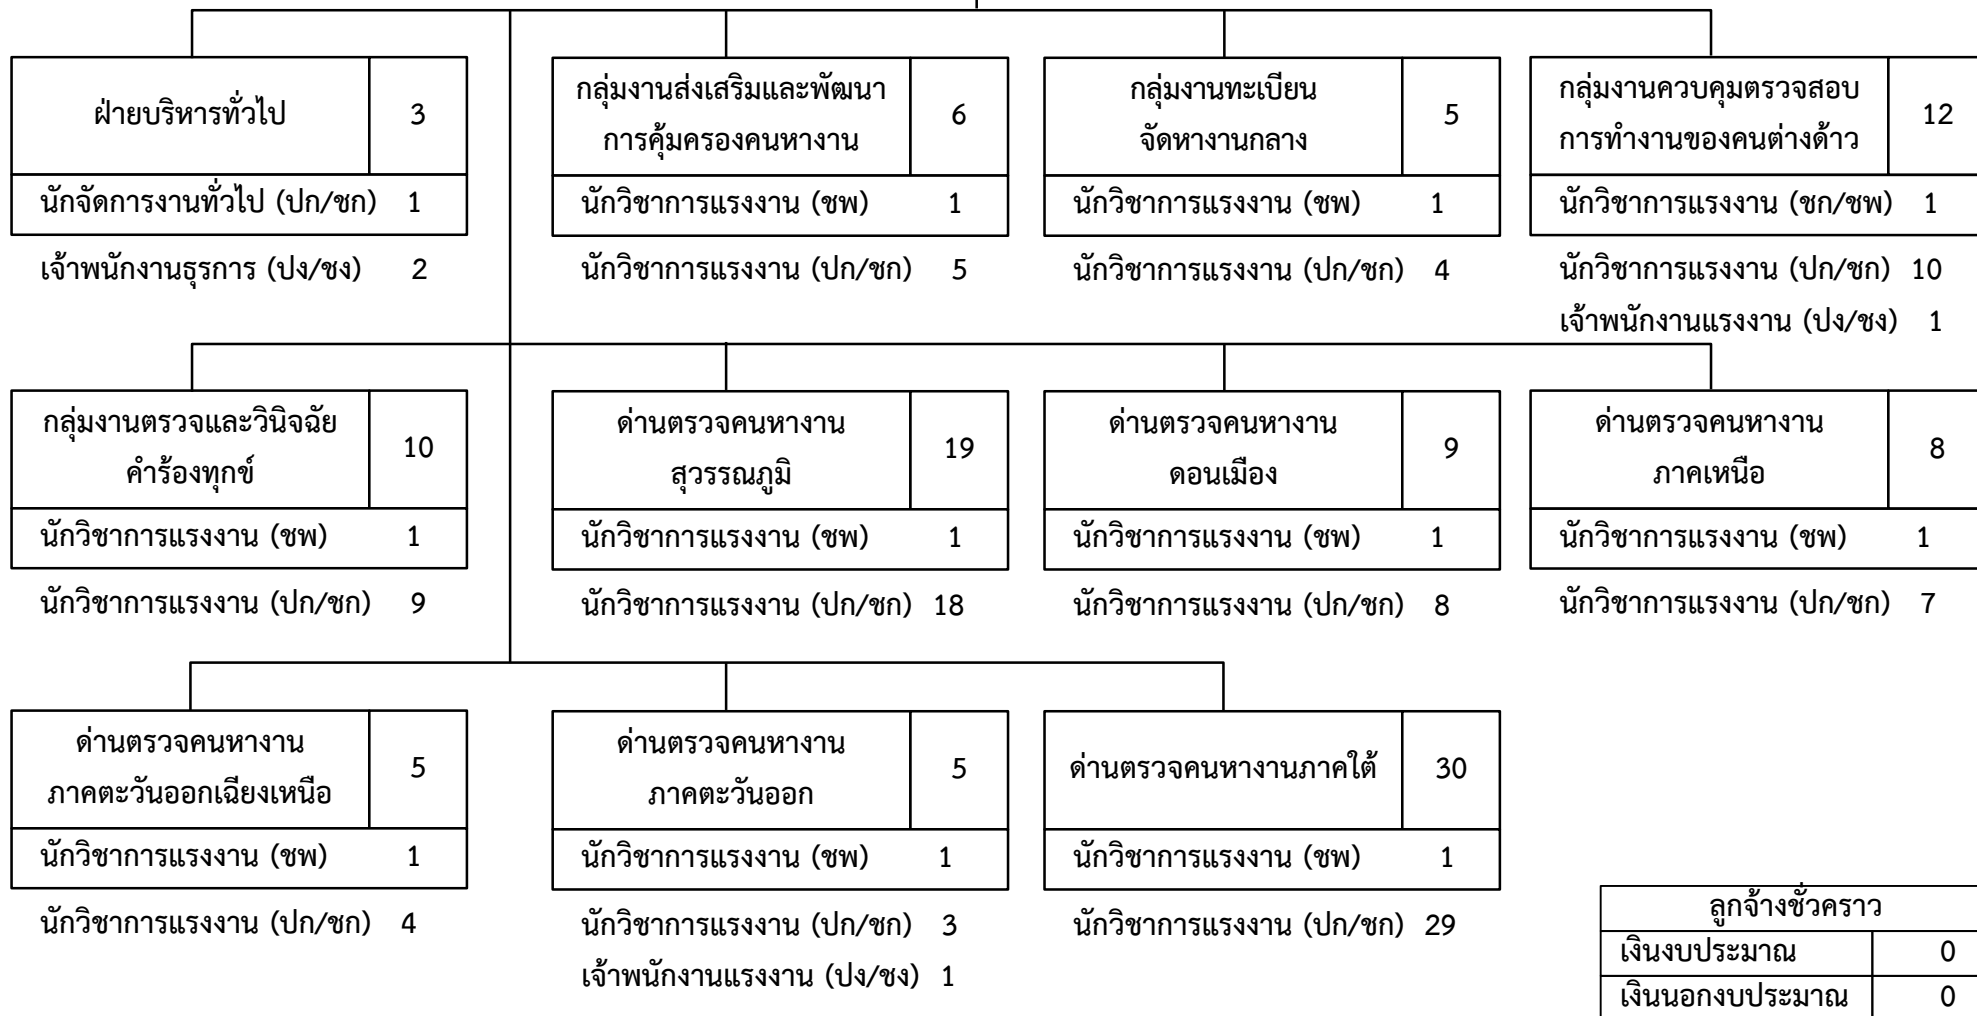 ฝ่ายบริหารทั่วไป 3
นักจัดการงานทั่วไป (ปก/ชก) 1
เจ้าพนักงานธุรการ (ปง/ชง) 2
กลุ่มงานส่งเสริมและพัฒนา
การคุ้มครองคนหางาน 6
นักวิชาการแรงงาน (ชพ) 1
นักวิชาการแรงงาน (ปก/ชก) 5
กลุ่มงานทะเบียน
จัดหางานกลาง 5
นักวิชาการแรงงาน (ชพ) 1
นักวิชาการแรงงาน (ปก/ชก) 4
กลุ่มงานควบคุมตรวจสอบ
การทำงานของคนต่างด้าว 12
นักวิชาการแรงงาน (ชก/ชพ) 1
นักวิชาการแรงงาน (ปก/ชก) 10
เจ้าพนักงานแรงงาน (ปง/ชง) 1
กลุ่มงานตรวจและวินิจฉัย
คำร้องทุกข์ 10
นักวิชาการแรงงาน (ชพ) 1
นักวิชาการแรงงาน (ปก/ชก) 9
ด่านตรวจคนหางาน
สุวรรณภูมิ 19
นักวิชาการแรงงาน (ชพ) 1
นักวิชาการแรงงาน (ปก/ชก) 18
ด่านตรวจคนหางาน
ดอนเมือง 9
นักวิชาการแรงงาน (ชพ) 1
นักวิชาการแรงงาน (ปก/ชก) 8
ด่านตรวจคนหางาน
ภาคเหนือ 8
นักวิชาการแรงงาน (ชพ) 1
นักวิชาการแรงงาน (ปก/ชก) 7
ด่านตรวจคนหางาน
ภาคตะวันออกเฉียงเหนือ 5
นักวิชาการแรงงาน (ชพ) 1
นักวิชาการแรงงาน (ปก/ชก) 4
ด่านตรวจคนหางาน
ภาคตะวันออก 5
นักวิชาการแรงงาน (ชพ) 1
นักวิชาการแรงงาน (ปก/ชก) 3
เจ้าพนักงานแรงงาน (ปง/ชง) 1
ด่านตรวจคนหางานภาคใต้ 30
นักวิชาการแรงงาน (ชพ) 1
นักวิชาการแรงงาน (ปก/ชก) 29
ลูกจ้างชั่วคราว
เงินงบประมาณ 0
เงินนอกงบประมาณ 0